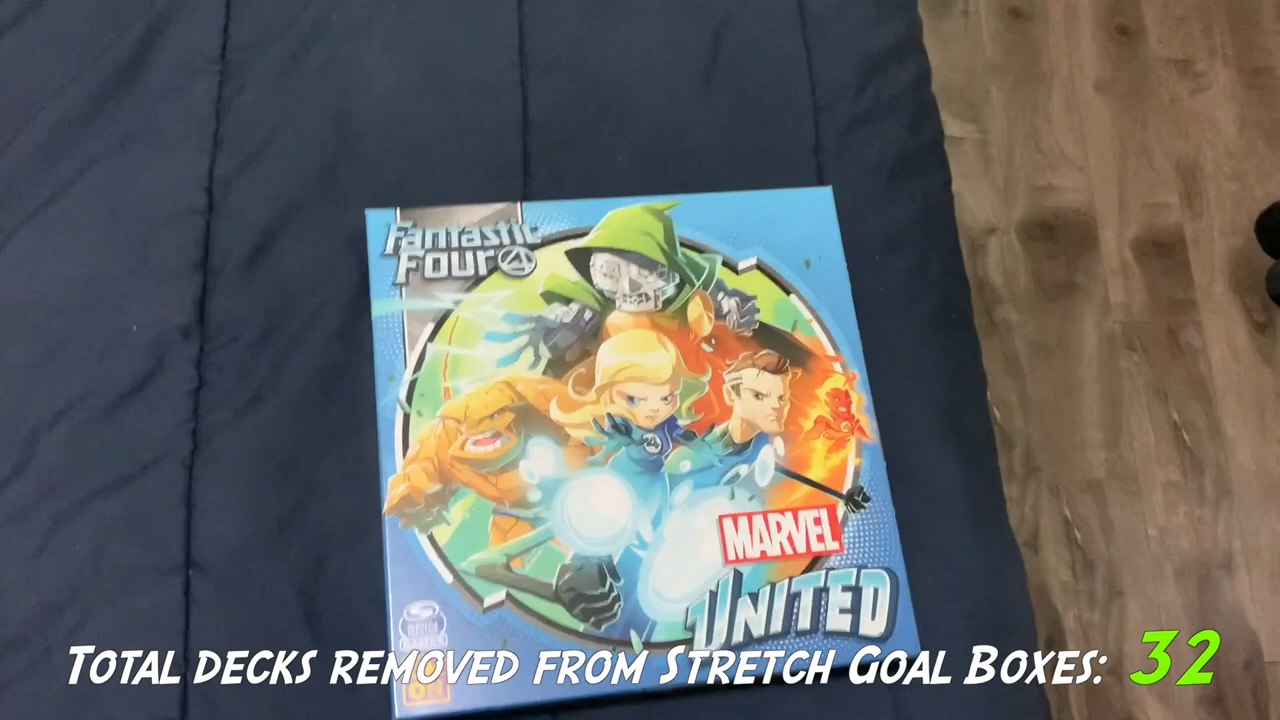 Fantastic
Four
MARVEL
UNITED
TOTAL DECKS REMOVED FROM STRETCH GOAL BOXES: 32